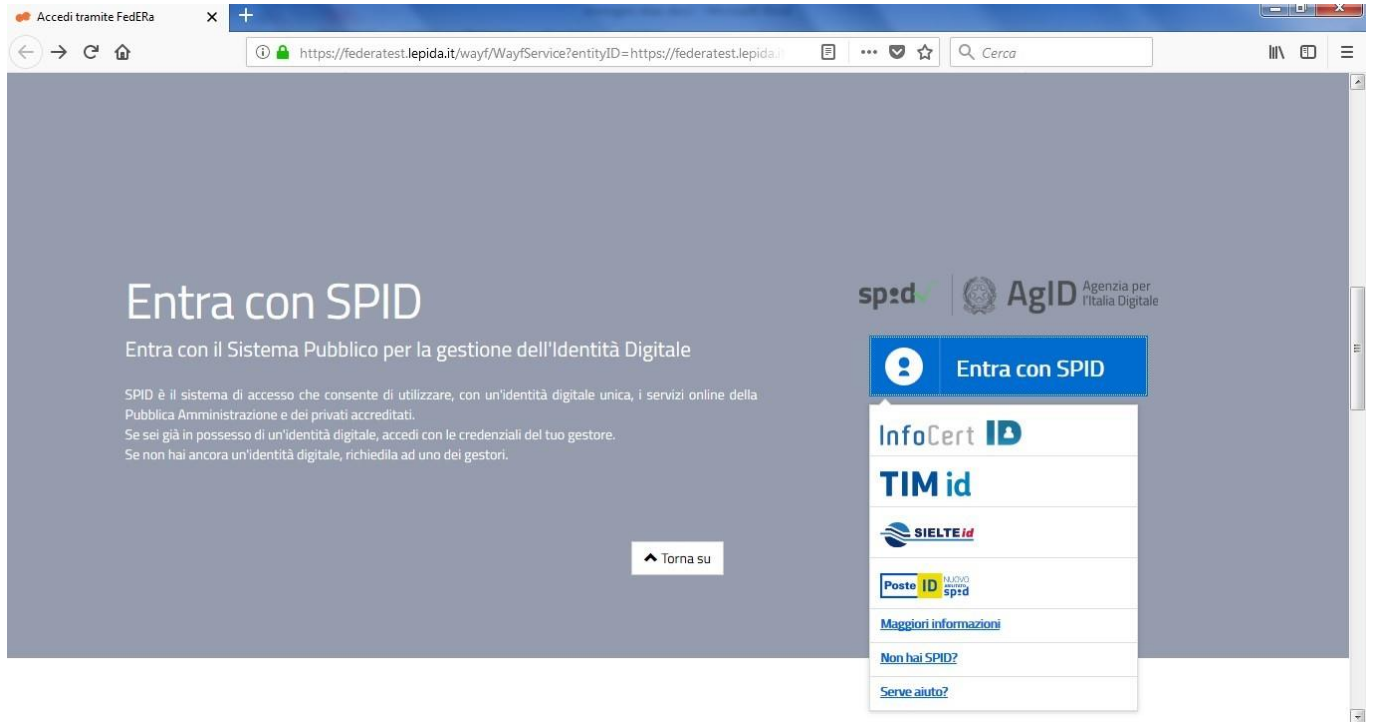 Accedi tramite FedERa
https://federatest.lepida.it/wayf/WayfService?entityID=https://federatest.lepida.i
Cerca
Entra con SPID
Entra con il Sistema Pubblico per la gestione dell'Identità Digitale
SPID è il sistema di accesso che consente di utilizzare, con un'identità digitale unica, i servizi online della
Pubblica Amministrazione e dei privati accreditati.
Se sei già in possesso di un'identità digitale, accedi con le credenziali del tuo gestore.
Se non hai ancora un'identità digitale, richiedila ad uno dei gestori.
Torna su
spid
AgID Agenzia per
l'Italia Digitale
Entra con SPID
InfoCert ID
TIM id
SIELTE id
Poste ID NUOVO
spid
Maggiori informazioni
Non hai SPID?
Serve aiuto?